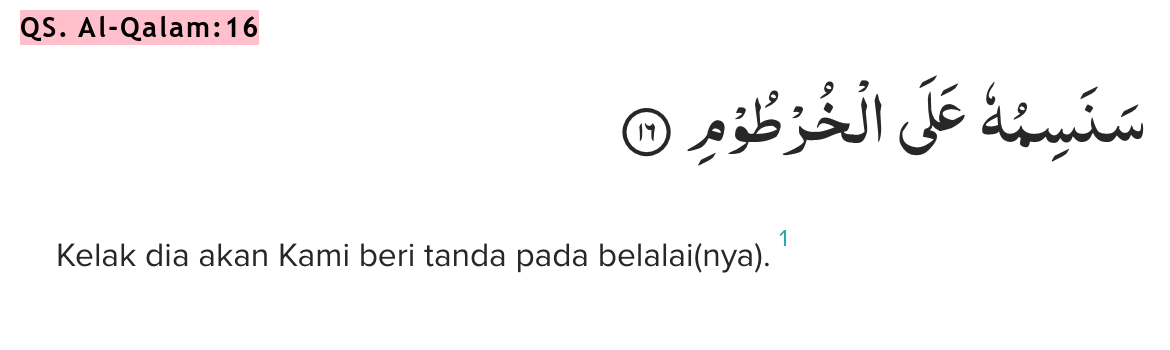 QS. Al-Qalam:16
سَنَسِمُهٗ عَلَى الْخُرْطُوْمِ ١٦
Kelak dia akan Kami beri tanda pada belalai(nya). 1